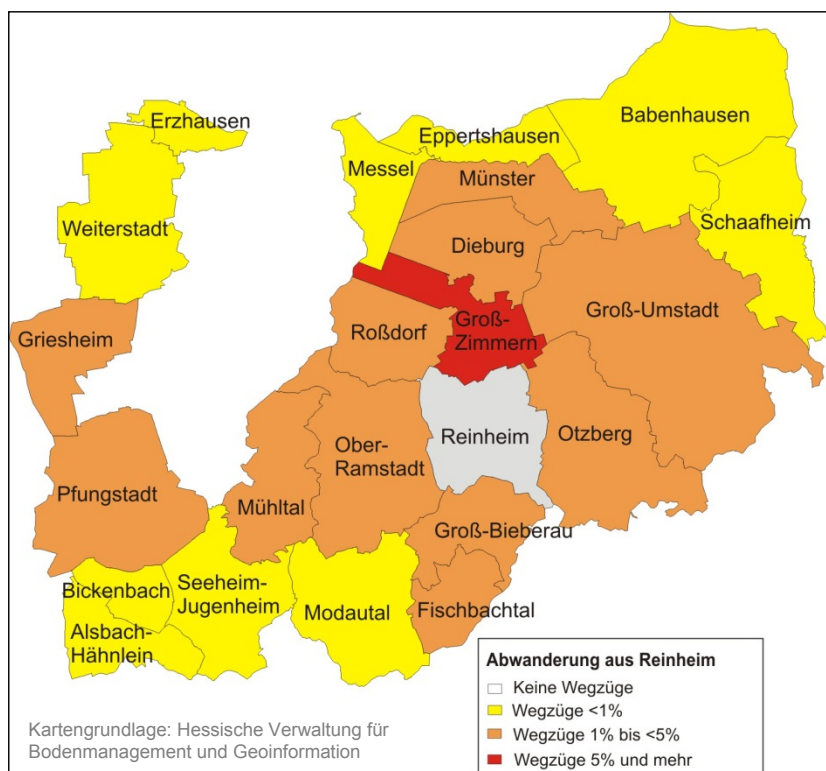 Erzhausen
Eppertshausen
Babenhausen
Messel
Münster
Weiterstadt
Schaafheim
Dieburg
Groß-Umstadt
Griesheim
Roßdorf
Groß-
Zimmern
Reinheim
Otzberg
Ober-
Ramstadt
Pfungstadt
Mühltal
Groß-Bieberau
Bickenbach
Seeheim-
Jugenheim
Modautal
Fischbachtal
Alsbach-
Hähnlein
Abwanderung aus Reinheim
Keine Wegzüge
Wegzüge <1%
Wegzüge 1% bis <5%
Wegzüge 5% und mehr
Kartengrundlage: Hessische Verwaltung für
Bodenmanagement und Geoinformation